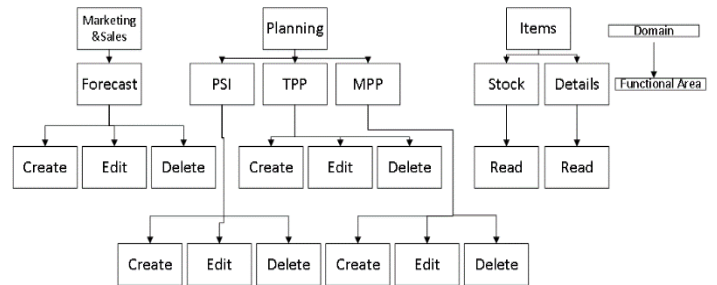 Marketing
&Sales
Planning
Items
Domain
Forecast
PSI
TPP
MPP
Stock
Details
Functional Area
Create
Edit
Delete
Create
Edit
Delete
Read
Read
Create
Edit
Delete
Create
Edit
Delete